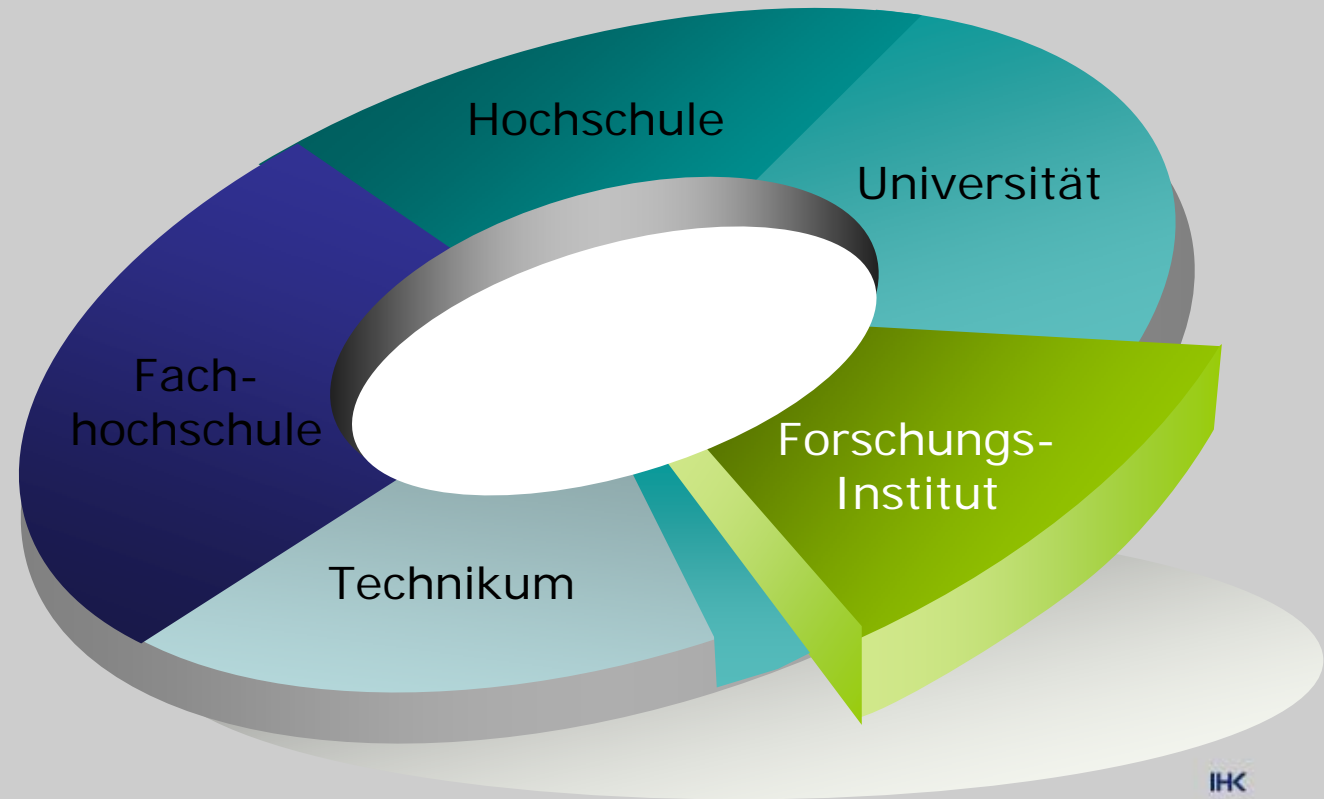 Hochschule
Universität
Fach-
hochschule
Forschungs-
Institut
Technikum
IHK